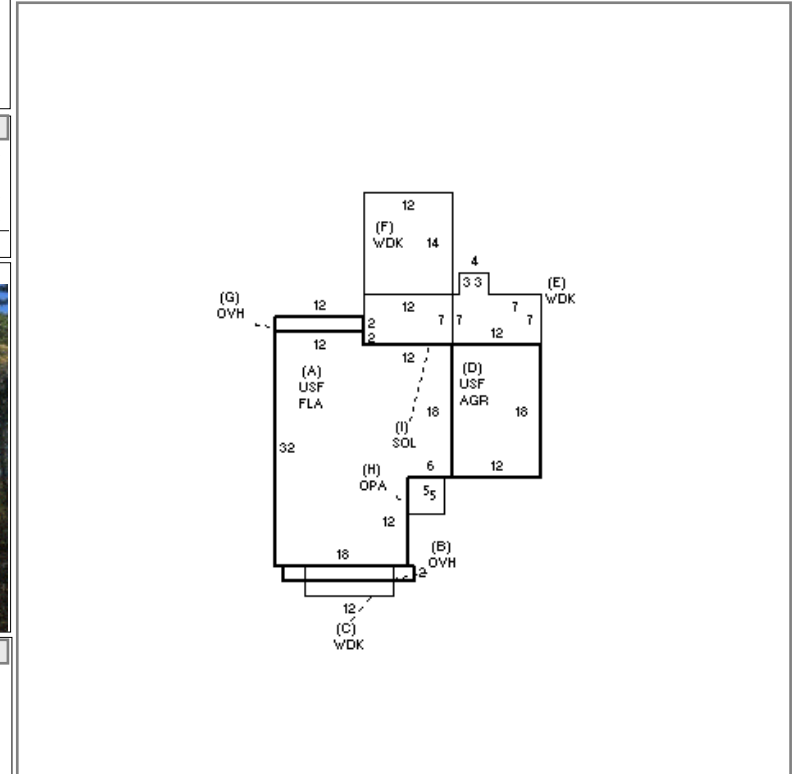 12
(F)
WDK 14
4
3 3
(E)
WDK
(G)
OVH
12
12
7
2
7 7
7
12
2
12
12
(A)
USF
FLA
(D)
USF
AGR
18
18
(I)
SOL
32
6
12
(H)
OPA
5 5
12
18
(B)
OVH
2
12
(C)
WDK